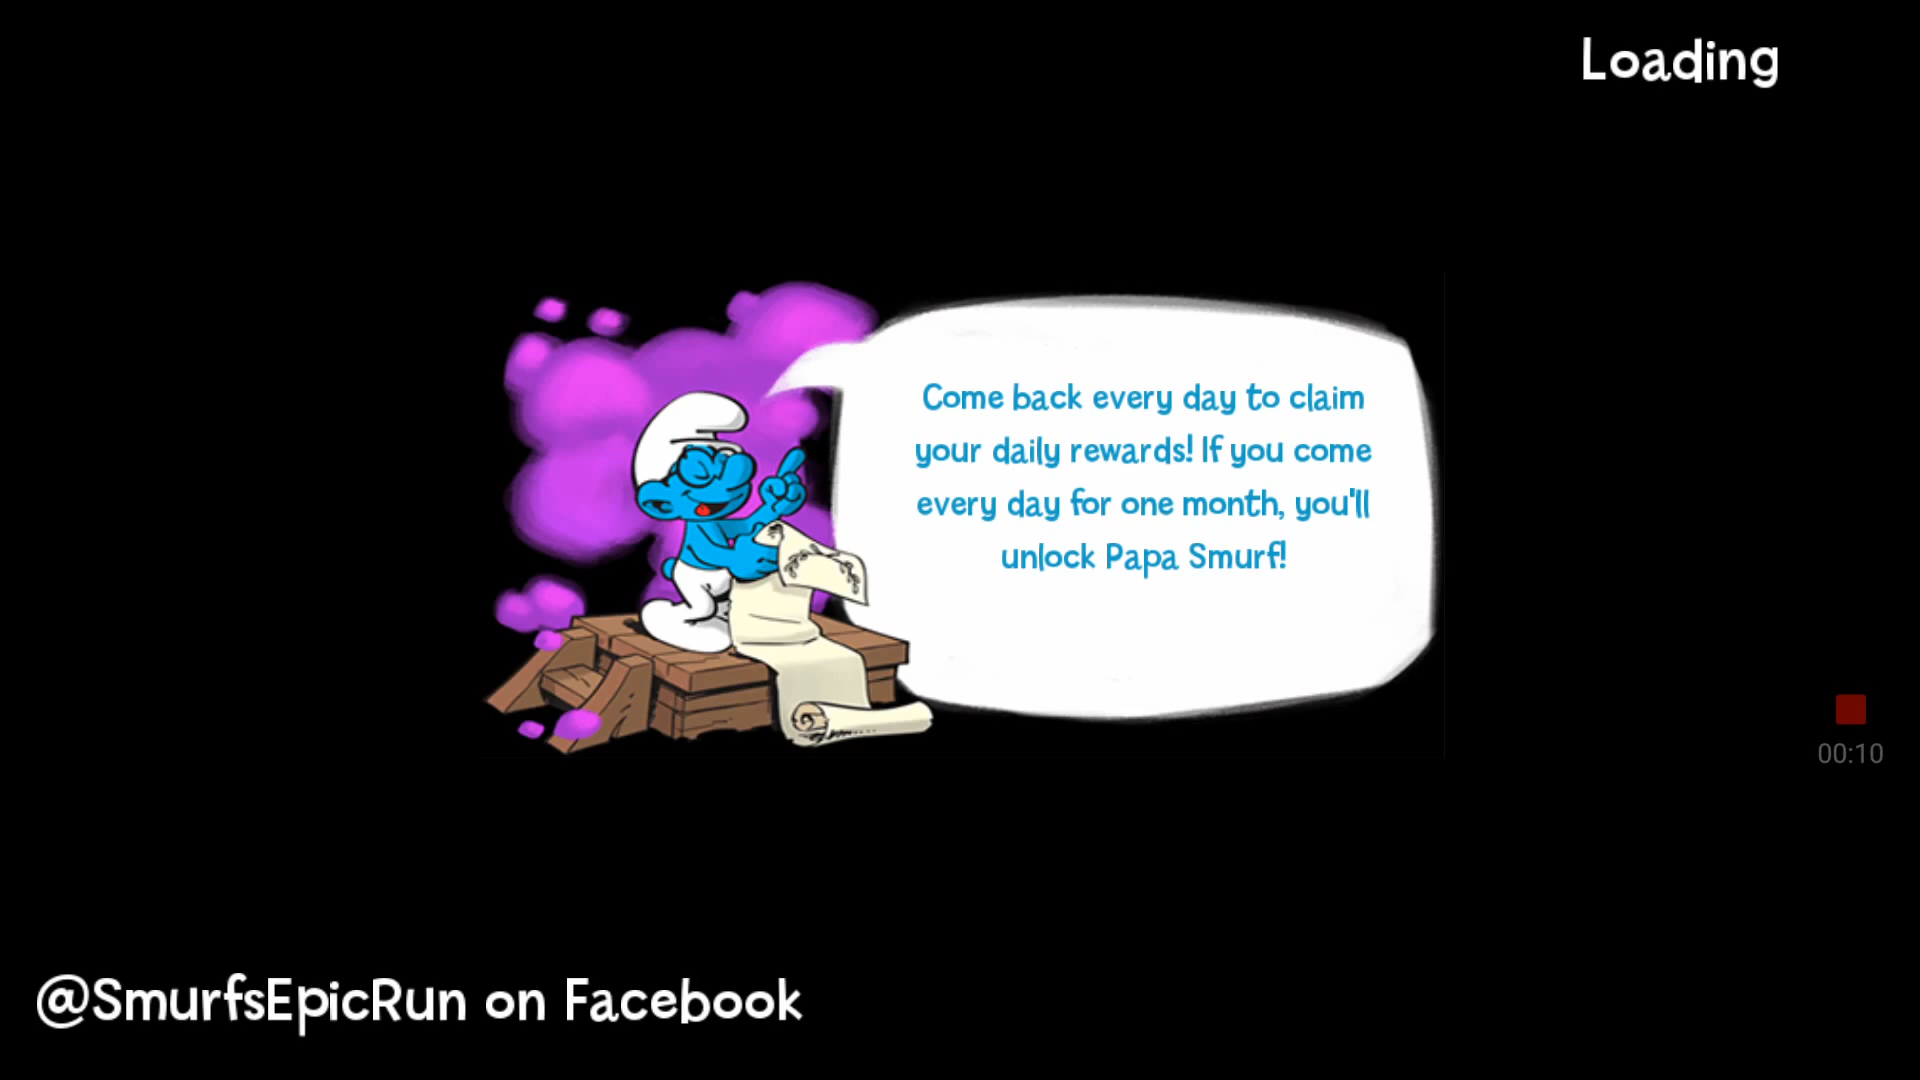 Loading
Come back every day to claim
your daily rewards! If you come
every day for one month, you'll
unlock Papa Smurf!
00:10
@SmurfsEpicRun on Facebook